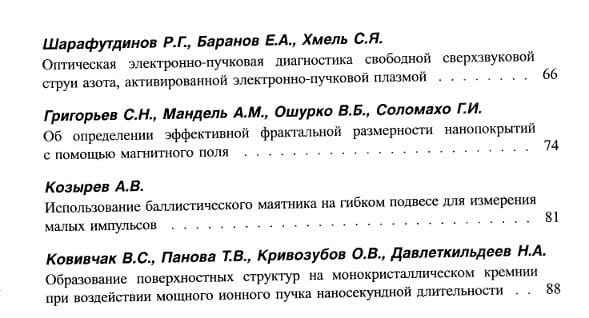 Шарафутдинов Р.Г., Баранов Е.А., Хмель С.Я.
Оптическая электронно-пучковая диагностика свободной сверхзвуковой
струи азота, активированной электронно-пучковой плазмой . . . . . . . . 66
Григорьев С.Н., Мандель А.М., Ошурко В.Б., Соломахо Г.И.
Об определении эффективной фрактальной размерности нанопокрытий
с помощью магнитного поля . . . . . . . . . . . . . . . . . . . . . . . 74
Козырев А.В.
Использование баллистического маятника на гибком подвесе для измерения
малых импульсов . . . . . . . . . . . . . . . . . . . . . . . . . . . . . 81
Ковивчак В.С., Панова Т.В., Кривозубов О.В., Давлеткильдеев Н.А.
Образование поверхностных структур на монокристаллическом кремнии
при воздействии мощного ионного пучка наносекундной длительности . . 88